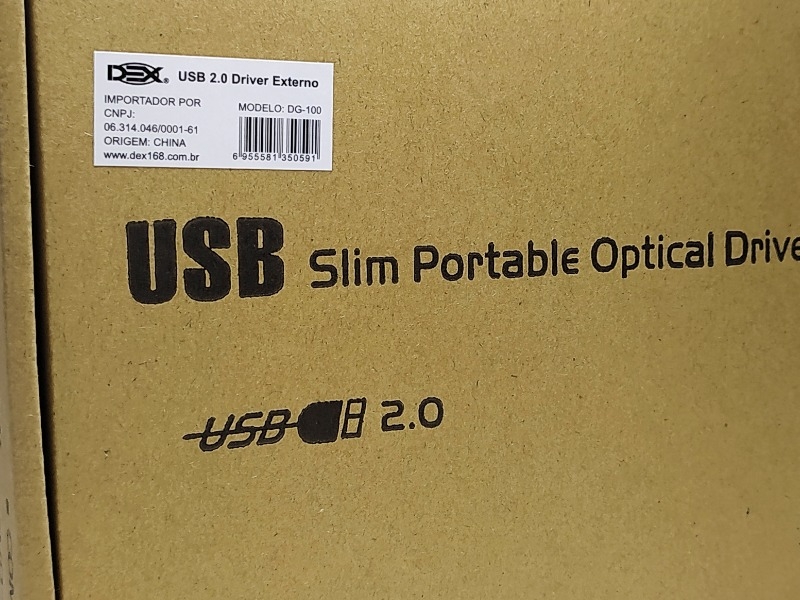 DEX® USB 2.0 Driver Externo
IMPORTADOR POR
CNPJ:
06.314.046/0001-61
ORIGEM: CHINA
www.dex168.com.br
MODELO: DG-100
6 955581 350591
USB Slim Portable Optical Drive
USB 2.0